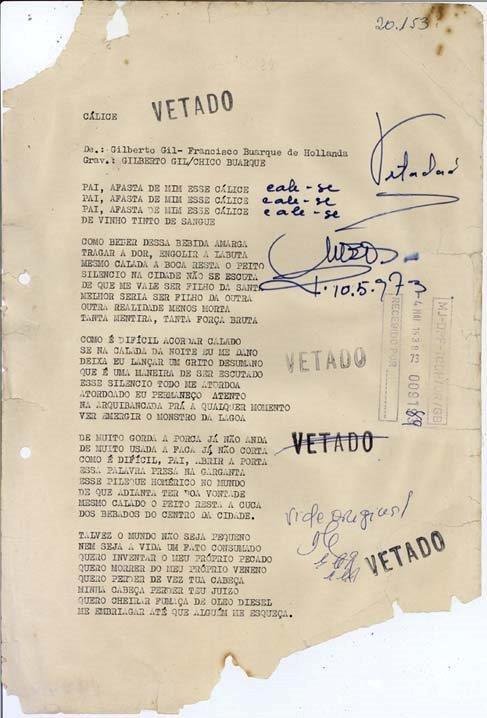 20.153
CÁLICE
VETADO
De.: Gilberto Gil- Francisco Buarque de Hollanda
Grav.: GILBERTO GIL/CHICO BUARQUE
Vetada
PAI, AFASTA DE MIM ESSE CÁLICE cale-se
PAI, AFASTA DE MIM ESSE CÁLICE cale-se
PAI, AFASTA DE MIM ESSE CÁLICE cale-se
DE VINHO TINTO DE SANGUE
COMO BEBER DESSA BEBIDA AMARGA
TRAGAR A DOR, ENGOLIR A LABUTA
MESMO CALADA A BOCA RESTA O PEITO
SILENCIO NA CIDADE NÃO SE ESCUTA
DE QUE ME VALE SER FILHO DA SANTA
MELHOR SERIA SER FILHO DA OUTRA
OUTRA REALIDADE MENOS MORTA
TANTA MENTIRA, TANTA FORÇA BRUTA
10.5.973
COMO É DIFÍCIL ACORDAR CALADO
SE NA CALADA DA NOITE EU ME DANO
DEIXA EU LANÇAR UM GRITO DESUMANO
QUE É UMA MANEIRA DE SER ESCUTADO
ESSE SILENCIO TODO ME ATORDOA
ATORDOADO EU PERMANEÇO ATENTO
NA ARQUIBANCADA PRÁ A QUALQUER MOMENTO
VER EMERGIR O MONSTRO DA LAGOA
VETADO
RECEBIDO POR
73 0091
DE MUITO GORDA A PORCA JÁ NÃO ANDA
DE MUITO USADA A FACA JÁ NÃO CORTA
COMO É DIFÍCIL, PAI, ABRIR A PORTA
ESSA PALAVRA PRESA NA GARGANTA
ESSE PILEQUE HOMÉRICO NO MUNDO
DE QUE ADIANTA TER BOA VONTADE
MESMO CALADO O PEITO RESTA A CUCA
DOS BEBADOS DO CENTRO DA CIDADE.
VETADO
TALVEZ O MUNDO NÃO SEJA PEQUENO
NEM SEJA A VIDA UM FATO CONSUMADO
QUERO INVENTAR O MEU PRÓPRIO PECADO
QUERO MORRER DO MEU PRÓPRIO VENENO
QUERO PERDER DE VEZ TUA CABEÇA
MINHA CABEÇA PERDER TEU JUIZO
QUERO CHEIRAR FUMAÇA DE OLEO DIESEL
ME EMBRIAGAR ATÉ QUE ALGUÉM ME ESQUEÇA.
Vide original
VETADO